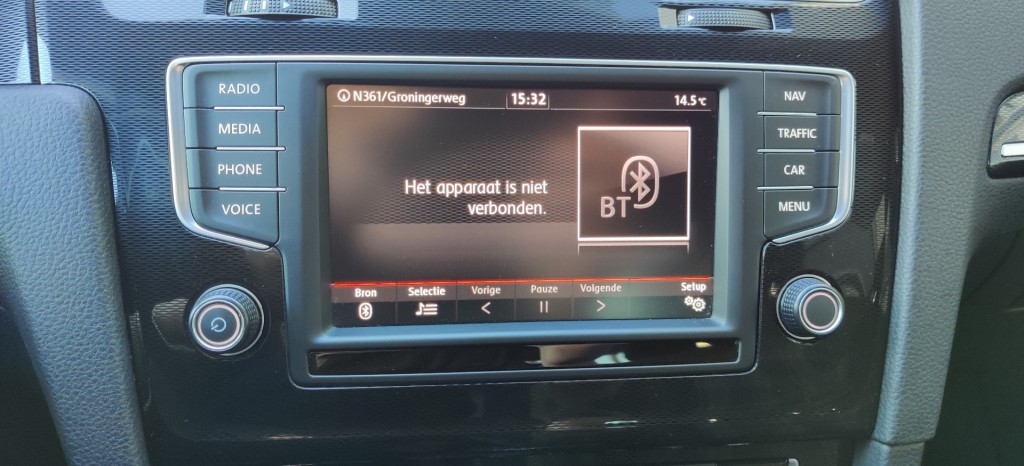 RADIO
MEDIA
PHONE
VOICE
N361/Groningerweg 15:32 14.5°C
Het apparaat is niet
verbonden.
BT
Bron Selectie Vorige Pauze Volgende Setup
NAV
TRAFFIC
CAR
MENU